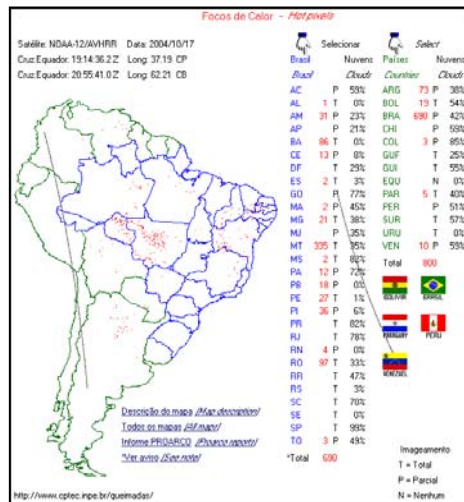 Focos de Calor - Hot pixels
Satélite: NOAA-12/AVHRR Data: 2004/10/17
Cruz.Equador: 19:14:36.2 Z Long: 37.19 CP
Cruz.Equador: 20:55:41.0 Z Long: 62.21 CB
Selecionar Select
Brasil Nuvens Países Nuvens
Brazil Clouds Countries Clouds
AC P 59% ARG 73 P 38%
AL 1 T 0% BOL 19 T 54%
AM 31 P 23% BRA 690 P 42%
AP P 21% CHI P 59%
BA 86 T 0% COL 3 P 85%
CE 13 P 8% GUF T 25%
DF T 29% GUI T 55%
ES 2 T 3% EQU N 0%
GO P 77% PAR 5 T 40%
MA 2 P 45% PER P 51%
MG 21 T 38% SUR T 57%
MJ P 35% URU T 0%
MT 335 T 35% VEN 10 P 59%
MS 2 T 82% Total 800
PA 12 P 72%
PB 18 P 0% BOLIVIA BRASIL
PE 27 T 1%
PI 36 P 6%
PR T 82% PARAGUAY PERU
RJ T 78%
RN 4 P 0%
RO 97 T 33% VENEZUEL
RR T 47%
RS T 3%
SC T 70%
SE T 0%
SP T 99%
TO 3 P 49%
*Total 690
Descrição do mapa (Map description)
Todos os mapas (All maps)
Informe PROARCO (Proarco reports)
*Ver aviso (See note)
Imageamento
T = Total
P = Parcial
N = Nenhum
http://www.cptec.inpe.br/queimadas/